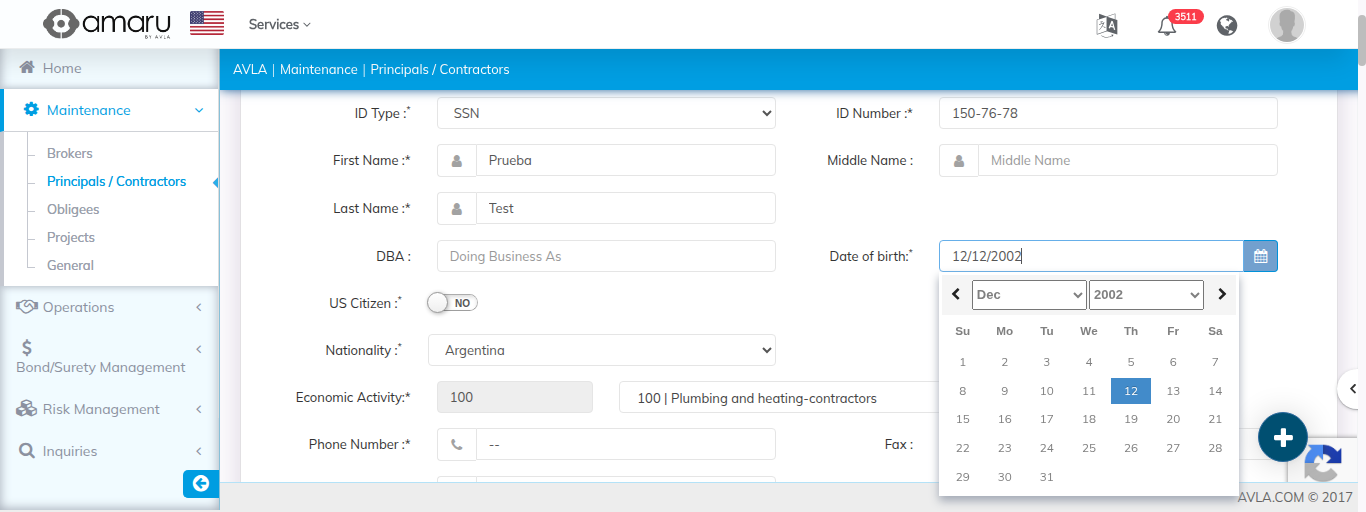 amaru
BY AVLA
Services
3511
Home
Maintenance
Brokers
Principals / Contractors
Obligees
Projects
General
Operations
Bond/Surety Management
Risk Management
Inquiries
AVLA | Maintenance | Principals / Contractors
ID Type :* SSN ID Number :* 150-76-78
First Name :* Prueba Middle Name : Middle Name
Last Name :* Test
DBA : Doing Business As Date of birth:* 12/12/2002
US Citizen :* NO
Nationality :* Argentina
Economic Activity:* 100 100 | Plumbing and heating-contractors
Phone Number :* -- Fax :
Dec 2002
Su Mo Tu We Th Fr Sa
1 2 3 4 5 6 7
8 9 10 11 12 13 14
15 16 17 18 19 20 21
22 23 24 25 26 27 28
29 30 31
AVLA.COM © 2017